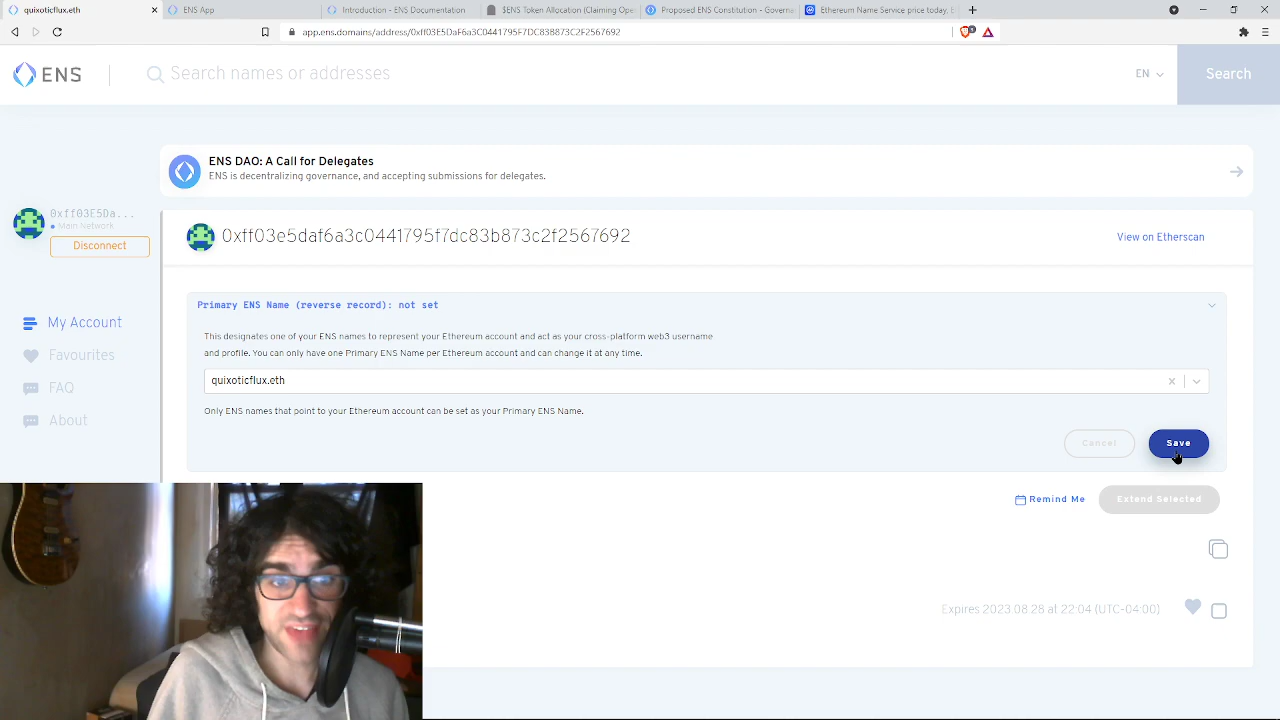 quixoticflux.eth
ENS App
Introduction - ENS Documentation
$ENS Token Allocation (Claiming Ope
Proposed ENS Constitution - Governa
Ethereum Name Service price today, E
app.ens.domains/address/0xff03E5DaF6a3C0441795F7DC83B873C2F2567692
ENS
Search names or addresses
EN
Search
ENS DAO: A Call for Delegates
ENS is decentralizing governance, and accepting submissions for delegates.
0xff03E5Da...
Main Network
Disconnect
0xff03e5daf6a3c0441795f7dc83b873c2f2567692
View on Etherscan
My Account
Favourites
FAQ
About
Primary ENS Name (reverse record): not set
This designates one of your ENS names to represent your Ethereum account and act as your cross-platform web3 username
and profile. You can only have one Primary ENS Name per Ethereum account and can change it at any time.
quixoticflux.eth
Only ENS names that point to your Ethereum account can be set as your Primary ENS Name.
Cancel
Save
Remind Me
Extend Selected
Expires 2023.08.28 at 22:04 (UTC-04:00)